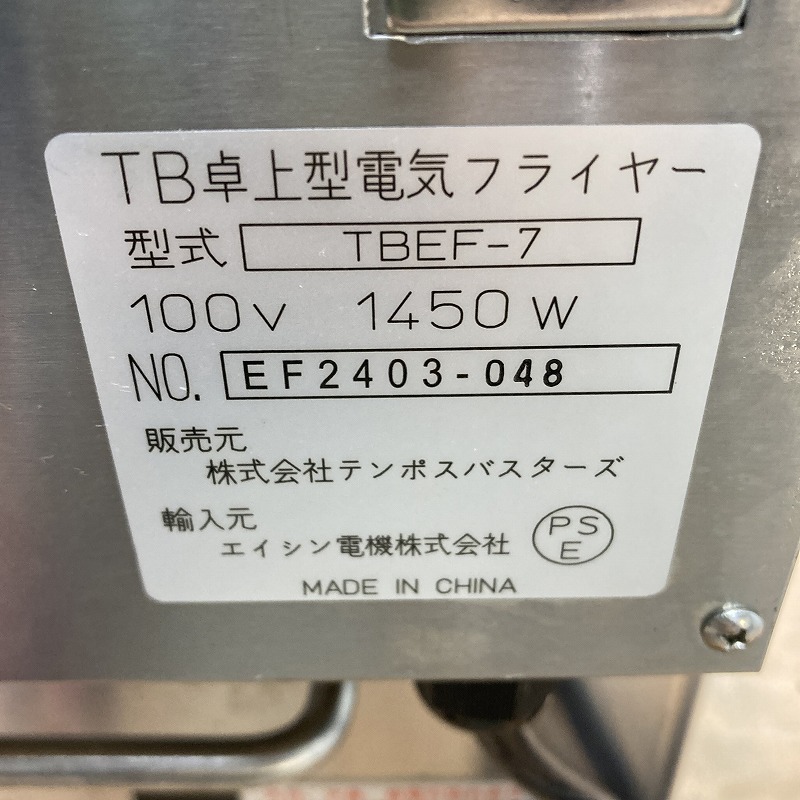 TB卓上型電気フライヤー
型式 TBEF-7
100V 1450W
NO. EF2403-048
販売元
株式会社テンポスバスターズ
輸入元
エイシン電機株式会社
PS
E
MADE IN CHINA